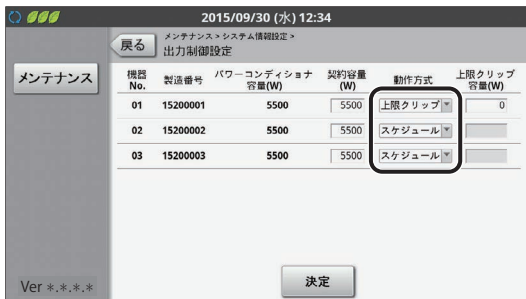 2015/09/30 (水) 12:34
戻る
メンテナンス > システム情報設定 >
出力制御設定
メンテナンス
機器No. 製造番号 パワーコンディショナ容量(W) 契約容量(W) 動作方式 上限クリップ容量(W)
01 15200001 5500 5500 上限クリップ 0
02 15200002 5500 5500 スケジュール
03 15200003 5500 5500 スケジュール
決定
Ver *.*.*.*